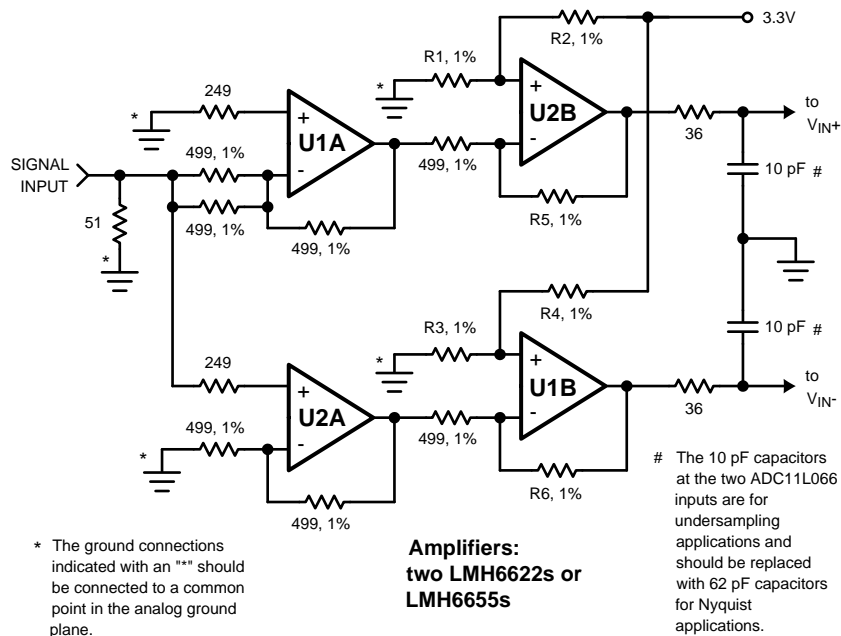 3.3V
R2, 1%
R1, 1%
*
249
*
+
-
U1A
+
-
U2B
to
VIN+
36
SIGNAL
INPUT
499, 1%
499, 1%
499, 1%
10 pF #
51
499, 1%
R5, 1%
*
R4, 1%
R3, 1%
10 pF #
*
249
+
-
U2A
+
-
U1B
to
VIN-
36
499, 1%
499, 1%
*
R6, 1%
499, 1%
# The 10 pF capacitors
at the two ADC11L066
inputs are for
undersampling
applications and
should be replaced
with 62 pF capacitors
for Nyquist
applications.
* The ground connections
indicated with an "*" should
be connected to a common
point in the analog ground
plane.
Amplifiers:
two LMH6622s or
LMH6655s